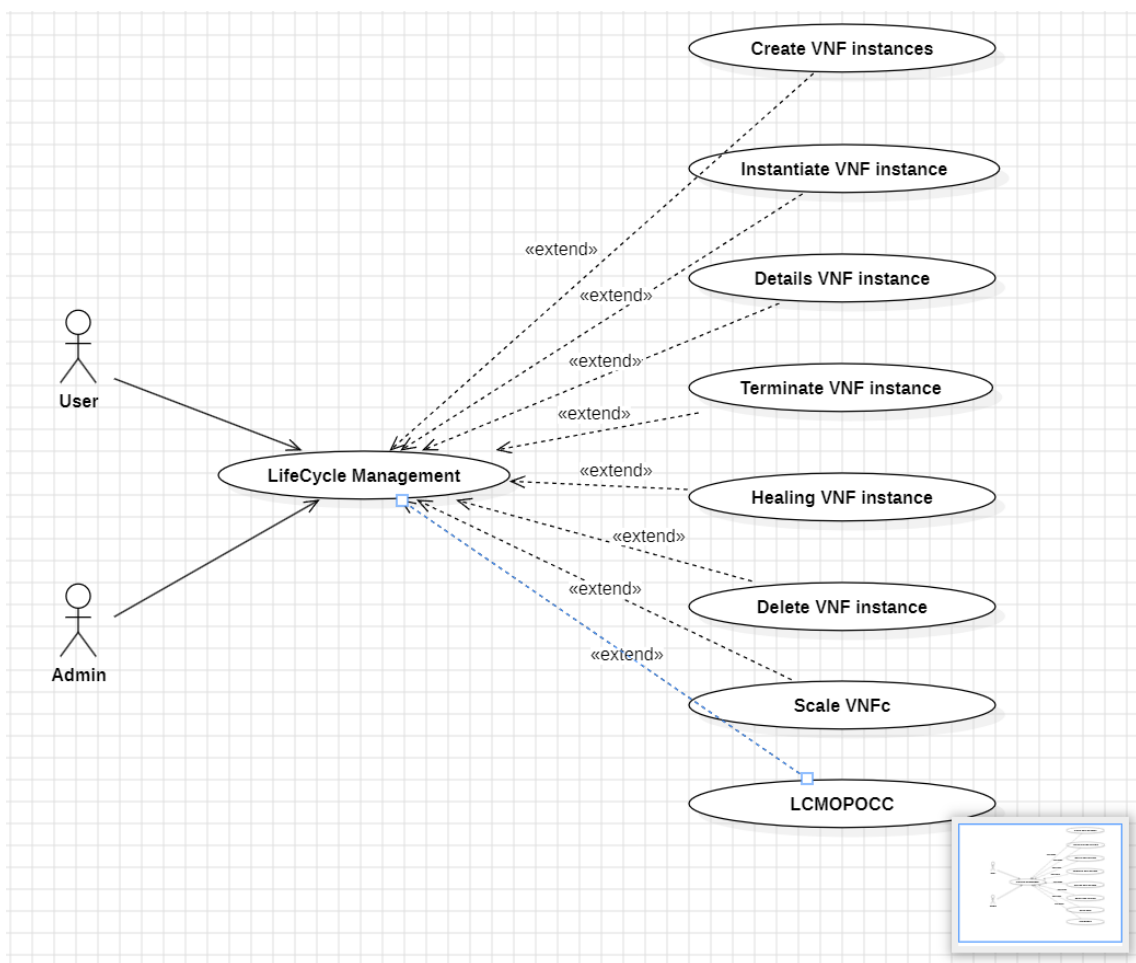 Create VNF instances
Instantiate VNF instance
«extend»
Details VNF instance
«extend»
«extend»
Terminate VNF instance
User
«extend»
LifeCycle Management
«extend»
Healing VNF instance
«extend»
«extend»
Delete VNF instance
«extend»
Admin
Scale VNFc
LCMOPOCC